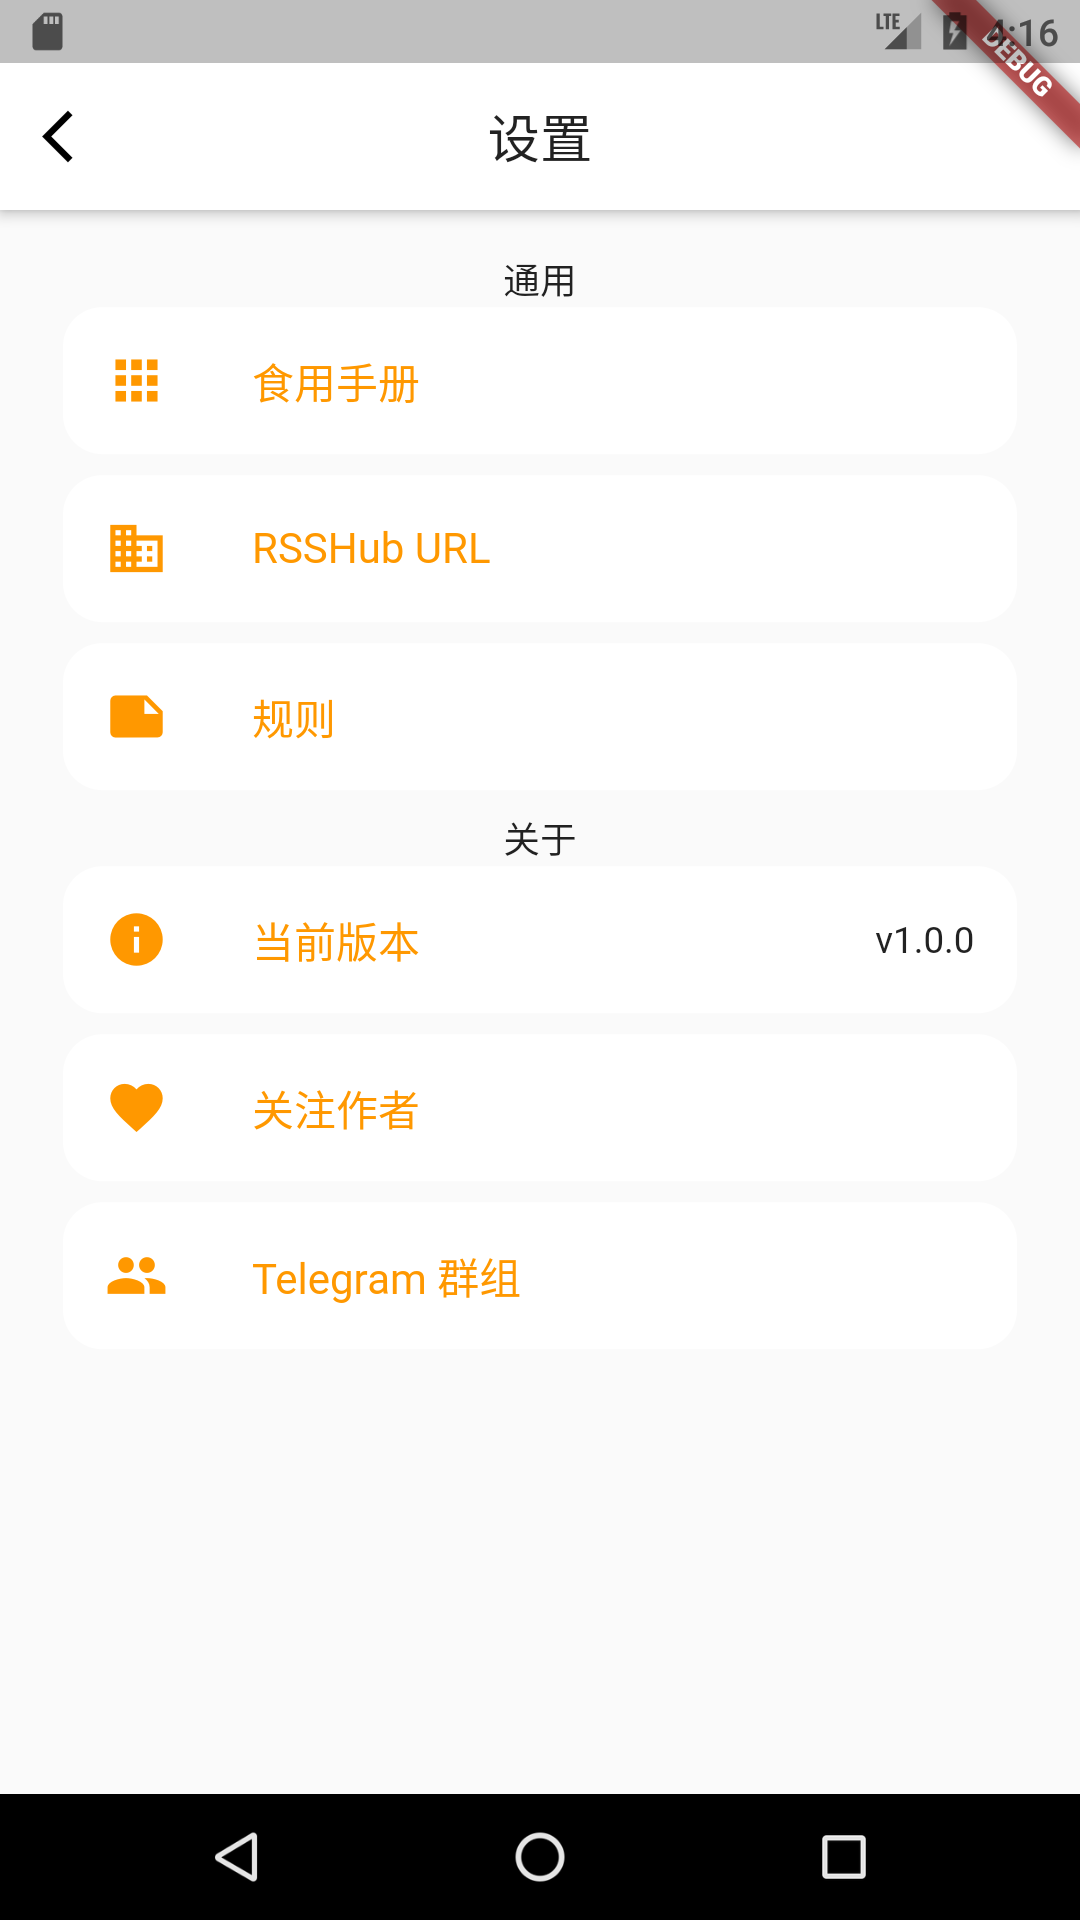 LTE 4:16
DEBUG
设置
通用
食用手册
RSSHub URL
规则
关于
当前版本 v1.0.0
关注作者
Telegram 群组